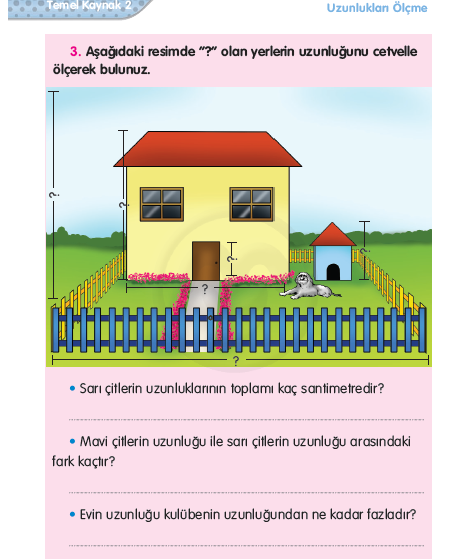 Temel Kaynak 2
Uzunlukları Ölçme
3. Aşağıdaki resimde "?" olan yerlerin uzunluğunu cetvelle
ölçerek bulunuz.
?
?
?
?
?
?
• Sarı çitlerin uzunluklarının toplamı kaç santimetredir?
• Mavi çitlerin uzunluğu ile sarı çitlerin uzunluğu arasındaki
fark kaçtır?
• Evin uzunluğu kulübenin uzunluğundan ne kadar fazladır?